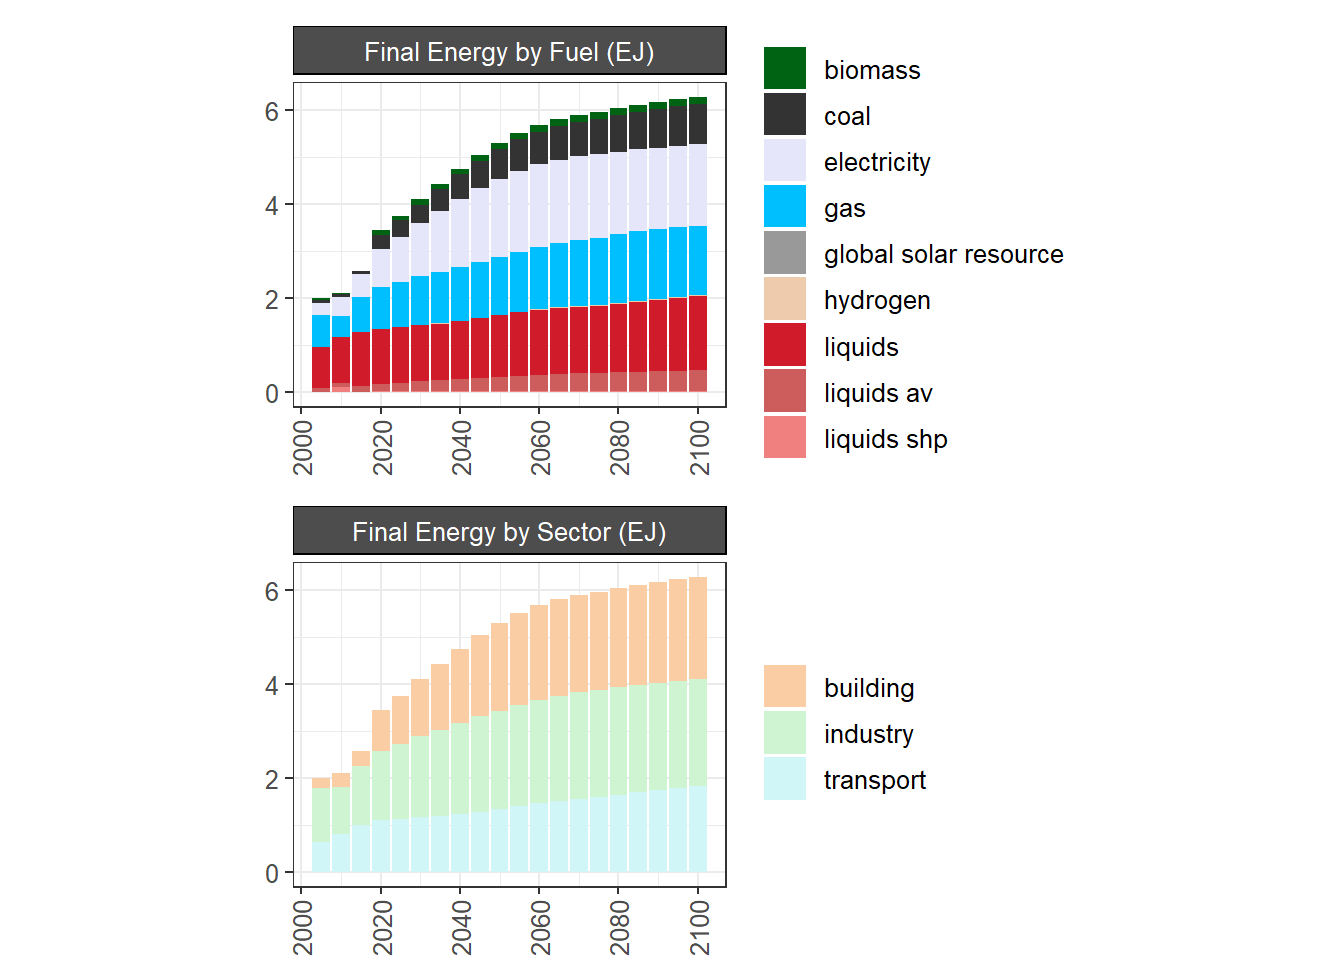 Final Energy by Fuel (EJ)
6
4
2
0
2000
2020
2040
2060
2080
2100
biomass
coal
electricity
gas
global solar resource
hydrogen
liquids
liquids av
liquids shp
Final Energy by Sector (EJ)
6
4
2
0
2000
2020
2040
2060
2080
2100
building
industry
transport